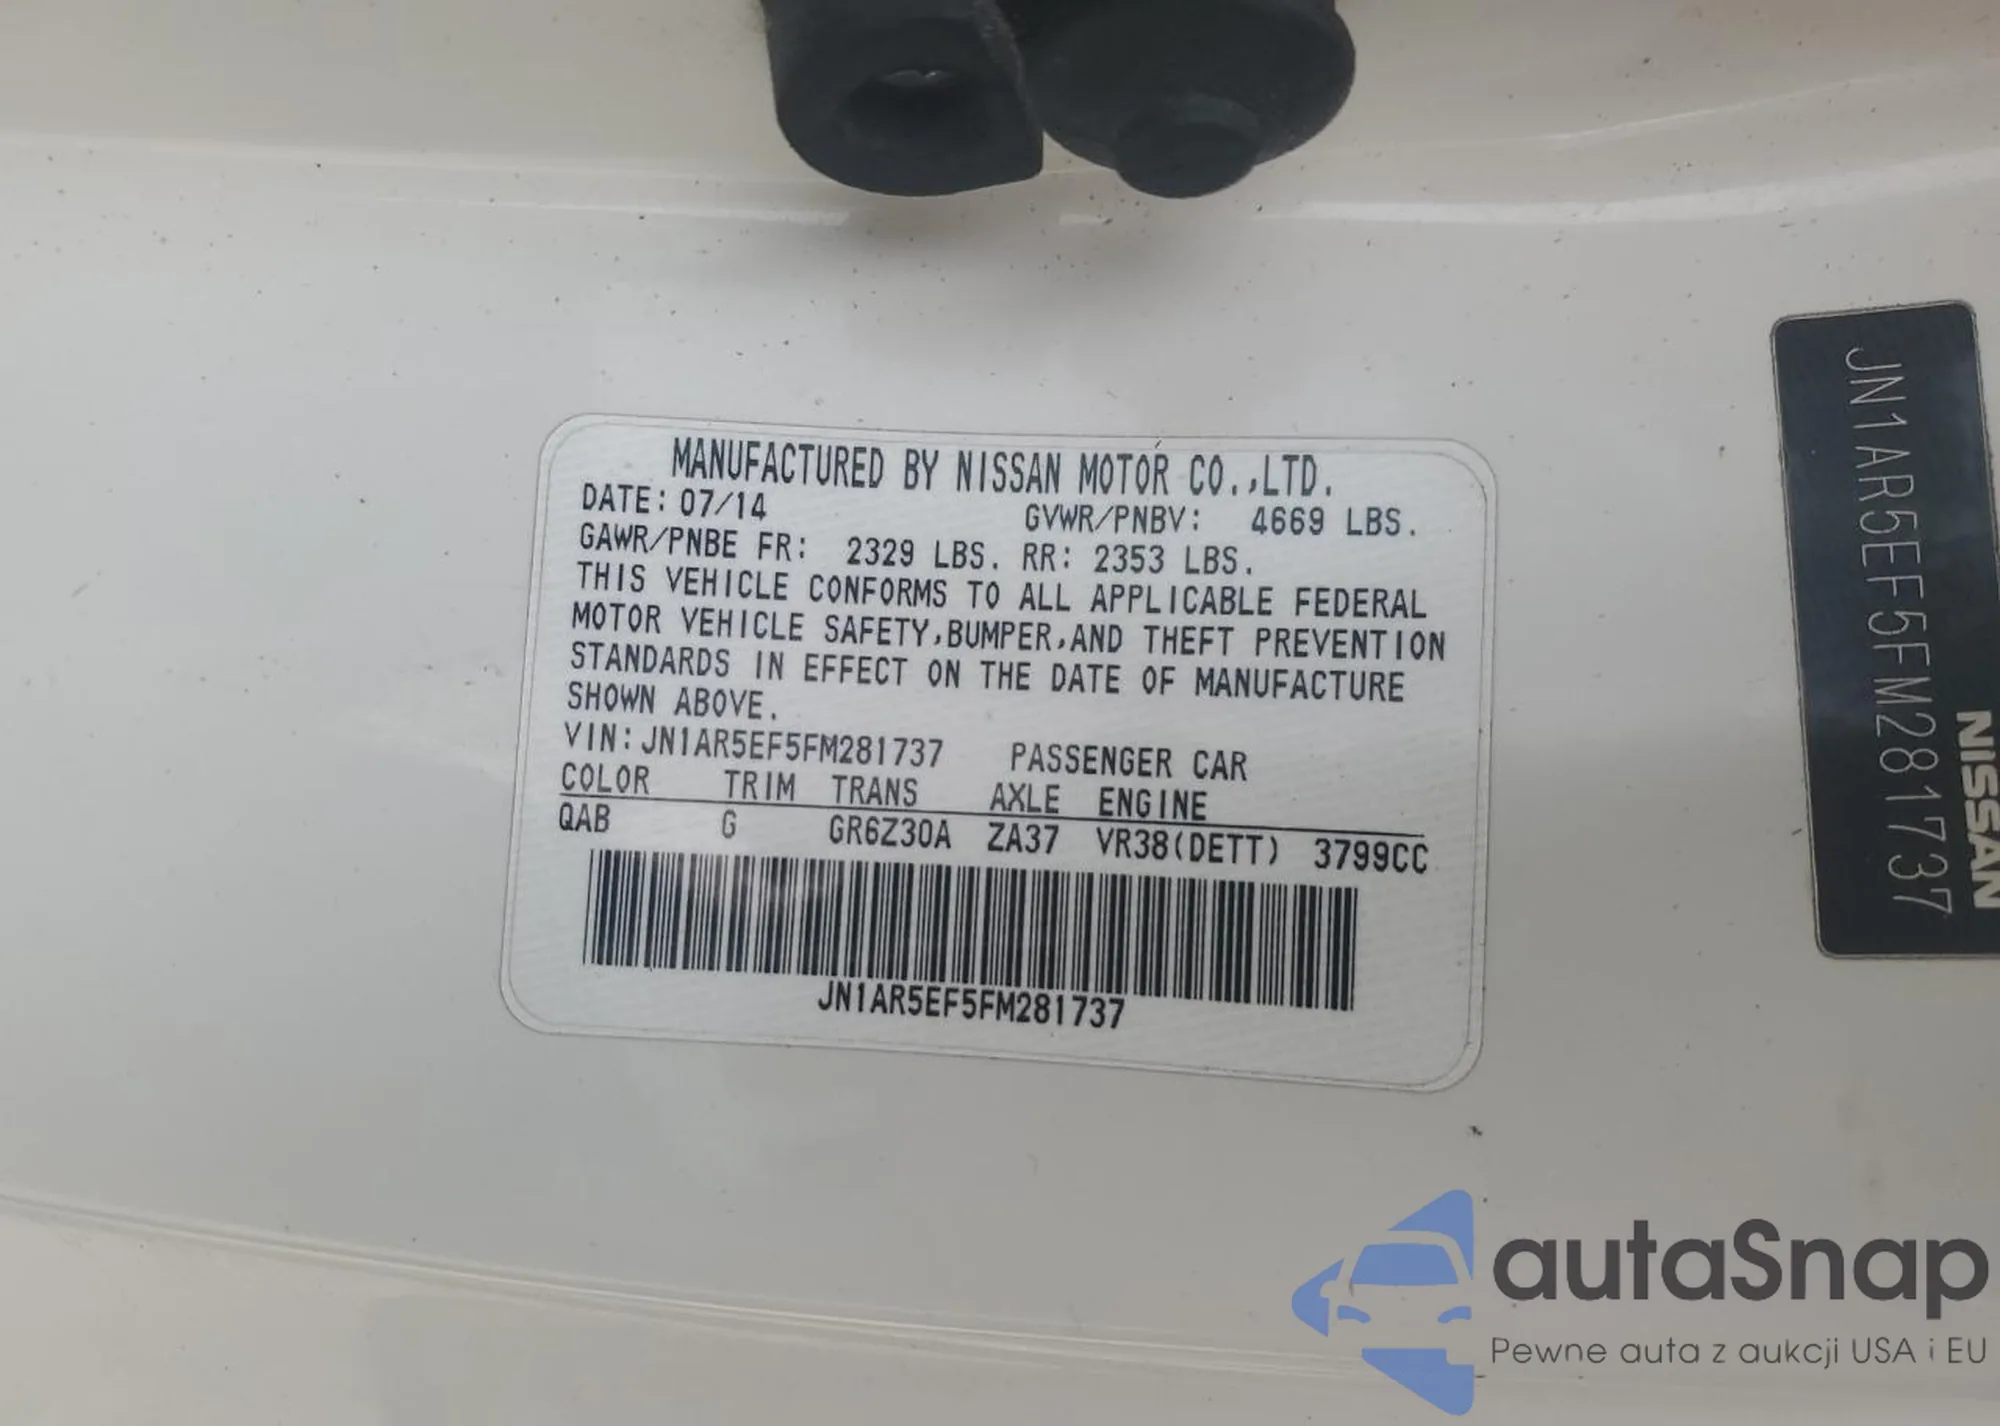 MANUFACTURED BY NISSAN MOTOR CO.,LTD.
DATE: 07/14 GVWR/PNBV: 4669 LBS.
GAWR/PNBE FR: 2329 LBS. RR: 2353 LBS.
THIS VEHICLE CONFORMS TO ALL APPLICABLE FEDERAL
MOTOR VEHICLE SAFETY,BUMPER,AND THEFT PREVENTION
STANDARDS IN EFFECT ON THE DATE OF MANUFACTURE
SHOWN ABOVE.
VIN:JN1AR5EF5FM281737 PASSENGER CAR
COLOR TRIM TRANS AXLE ENGINE
QAB G GR6Z30A ZA37 VR38(DETT) 3799CC
JN1AR5EF5FM281737
JN1AR5EF5FM281737
NISSAN
autaSnap
Pewne auta z aukcji USA i EU